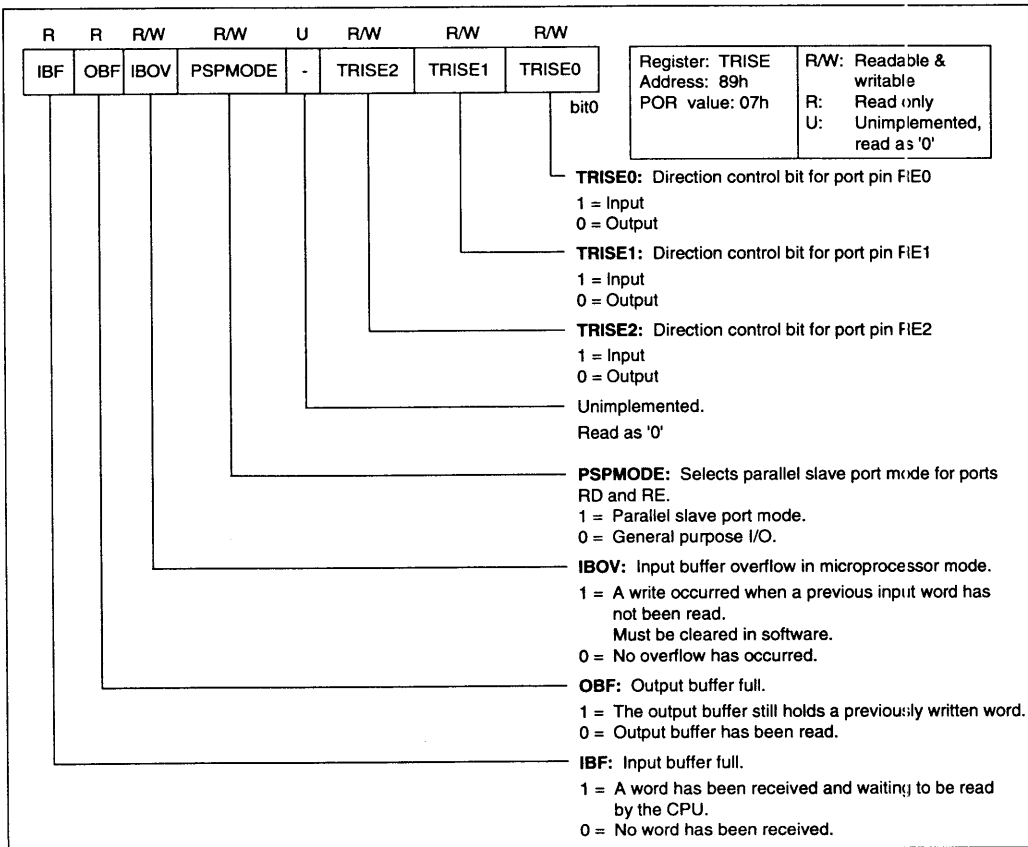 R R R/W R/W U R/W R/W R/W
IBF OBF IBOV PSPMODE - TRISE2 TRISE1 TRISE0
bit0
Register: TRISE
Address: 89h
POR value: 07h
R/W: Readable &
writable
R: Read only
U: Unimplemented,
read as '0'
TRISE0: Direction control bit for port pin RE0
1 = Input
0 = Output
TRISE1: Direction control bit for port pin RE1
1 = Input
0 = Output
TRISE2: Direction control bit for port pin RE2
1 = Input
0 = Output
Unimplemented.
Read as '0'
PSPMODE: Selects parallel slave port mode for ports
RD and RE.
1 = Parallel slave port mode.
0 = General purpose I/O.
IBOV: Input buffer overflow in microprocessor mode.
1 = A write occurred when a previous input word has
not been read.
Must be cleared in software.
0 = No overflow has occurred.
OBF: Output buffer full.
1 = The output buffer still holds a previously written word.
0 = Output buffer has been read.
IBF: Input buffer full.
1 = A word has been received and waiting to be read
by the CPU.
0 = No word has been received.